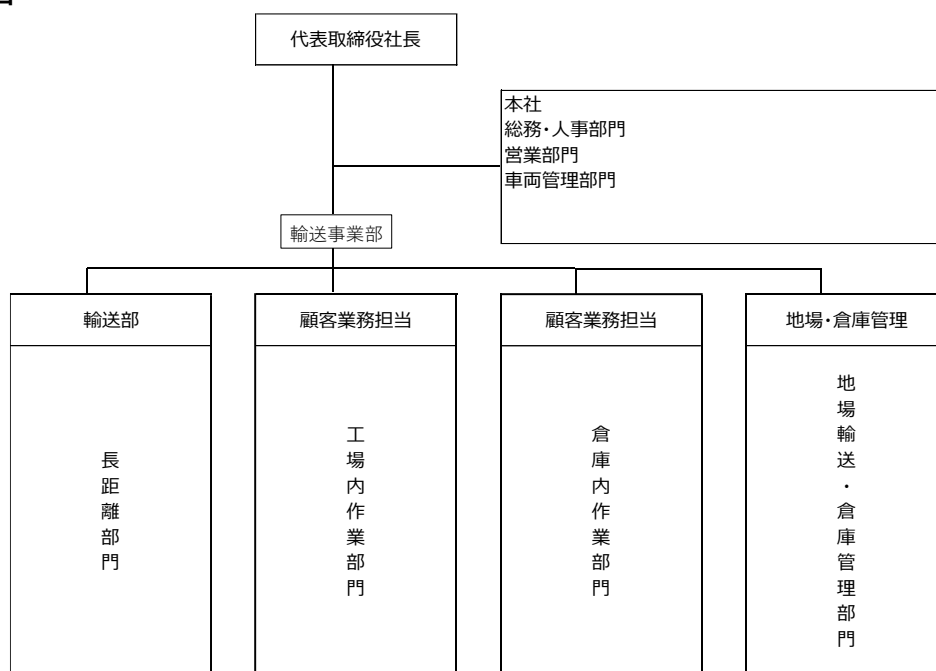 代表取締役社長
本社
総務・人事部門
営業部門
車両管理部門
輸送事業部
輸送部
顧客業務担当
顧客業務担当
地場・倉庫管理
長距離部門
工場内作業部門
倉庫内作業部門
地場輸送・倉庫管理部門